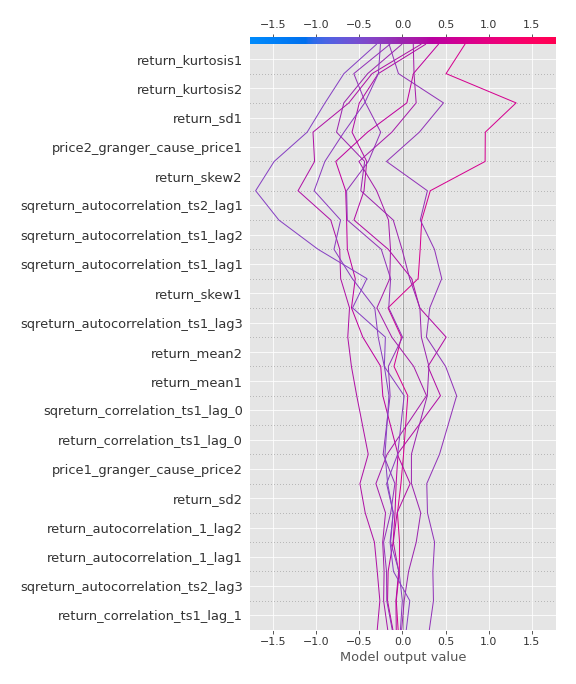 −1.5 −1.0 −0.5 0.0 0.5 1.0 1.5
return_kurtosis1
return_kurtosis2
return_sd1
price2_granger_cause_price1
return_skew2
sqreturn_autocorrelation_ts2_lag1
sqreturn_autocorrelation_ts1_lag2
sqreturn_autocorrelation_ts1_lag1
return_skew1
sqreturn_autocorrelation_ts1_lag3
return_mean2
return_mean1
sqreturn_correlation_ts1_lag_0
return_correlation_ts1_lag_0
price1_granger_cause_price2
return_sd2
return_autocorrelation_1_lag2
return_autocorrelation_1_lag1
sqreturn_autocorrelation_ts2_lag3
return_correlation_ts1_lag_1
−1.5 −1.0 −0.5 0.0 0.5 1.0 1.5
Model output value